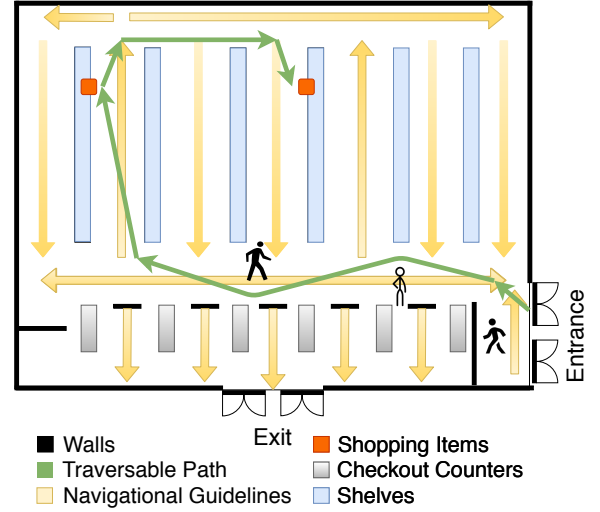 Entrance
Exit
Walls
Shopping Items
Traversable Path
Checkout Counters
Navigational Guidelines
Shelves